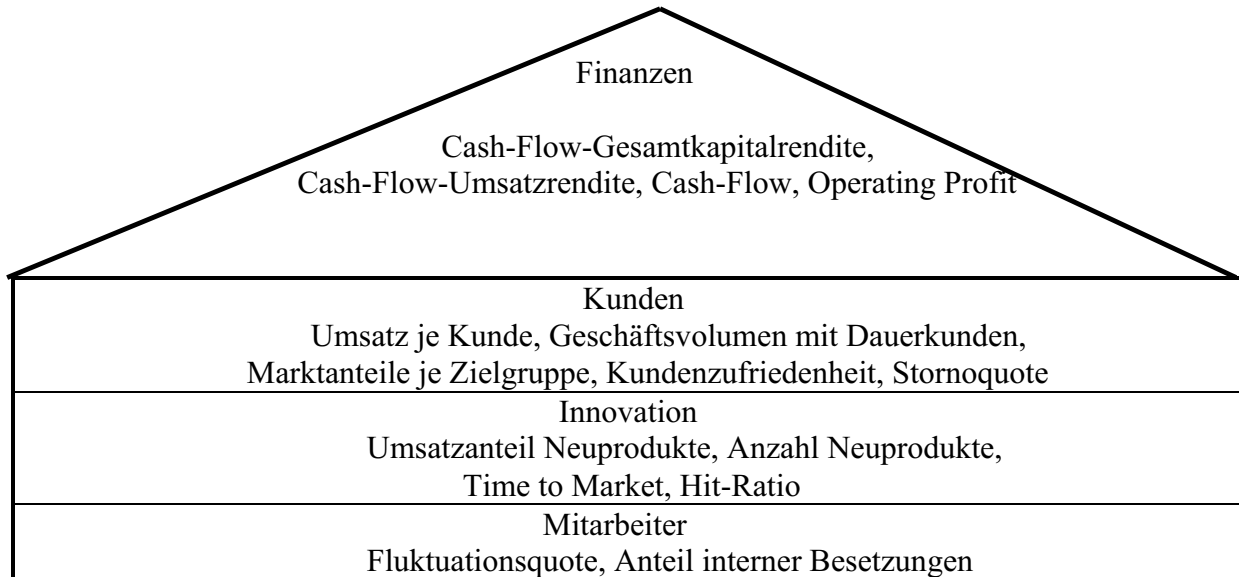 Finanzen
Cash-Flow-Gesamtkapitalrendite,
Cash-Flow-Umsatzrendite, Cash-Flow, Operating Profit
Kunden
Umsatz je Kunde, Geschäftsvolumen mit Dauerkunden,
Marktanteile je Zielgruppe, Kundenzufriedenheit, Stornoquote
Innovation
Umsatzanteil Neuprodukte, Anzahl Neuprodukte,
Time to Market, Hit-Ratio
Mitarbeiter
Fluktuationsquote, Anteil interner Besetzungen